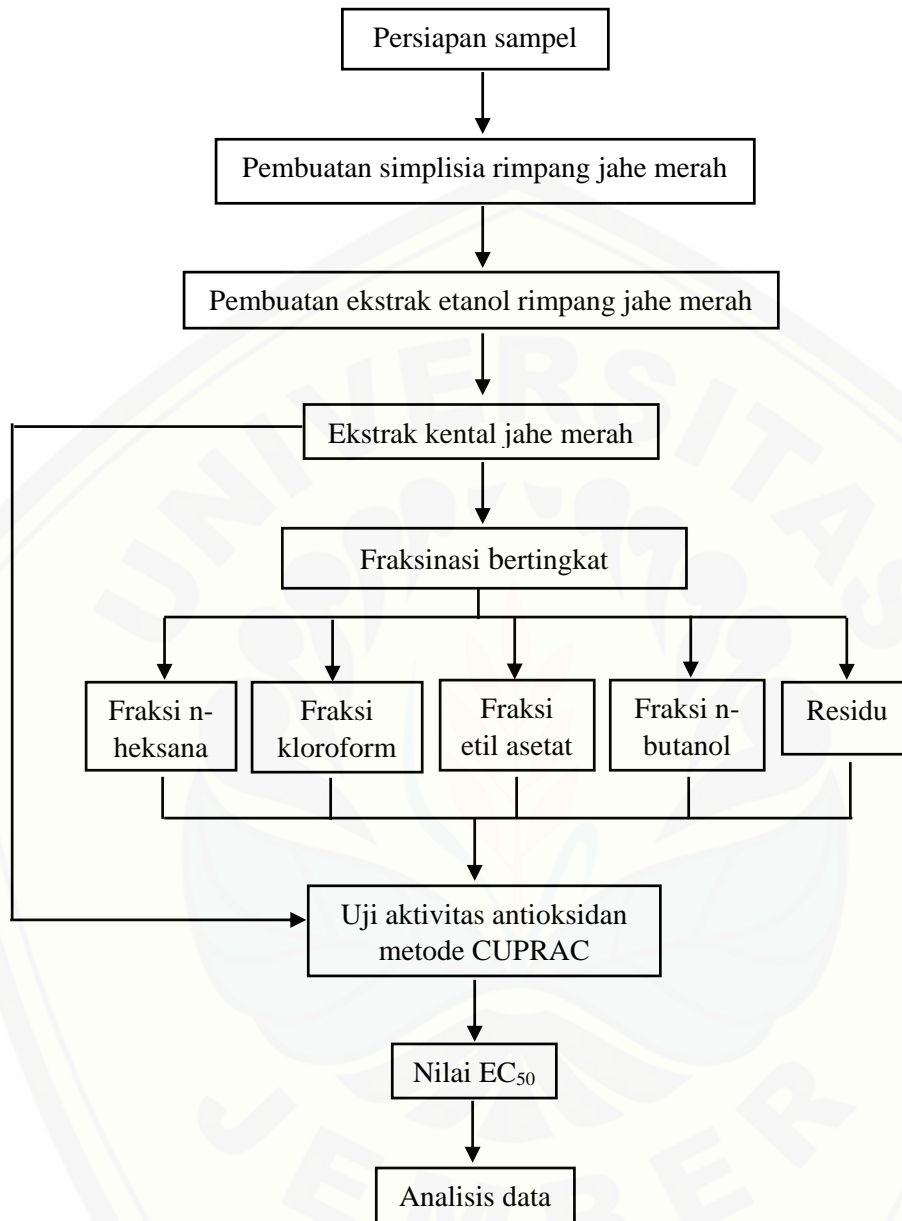 Persiapan sampel
Pembuatan simplisia rimpang jahe merah
Pembuatan ekstrak etanol rimpang jahe merah
Ekstrak kental jahe merah
Fraksinasi bertingkat
Fraksi n-
heksana
Fraksi
kloroform
Fraksi
etil asetat
Fraksi n-
butanol
Residu
Uji aktivitas antioksidan
metode CUPRAC
Nilai EC₅₀
Analisis data
UNIVERSITAS
JEMBER